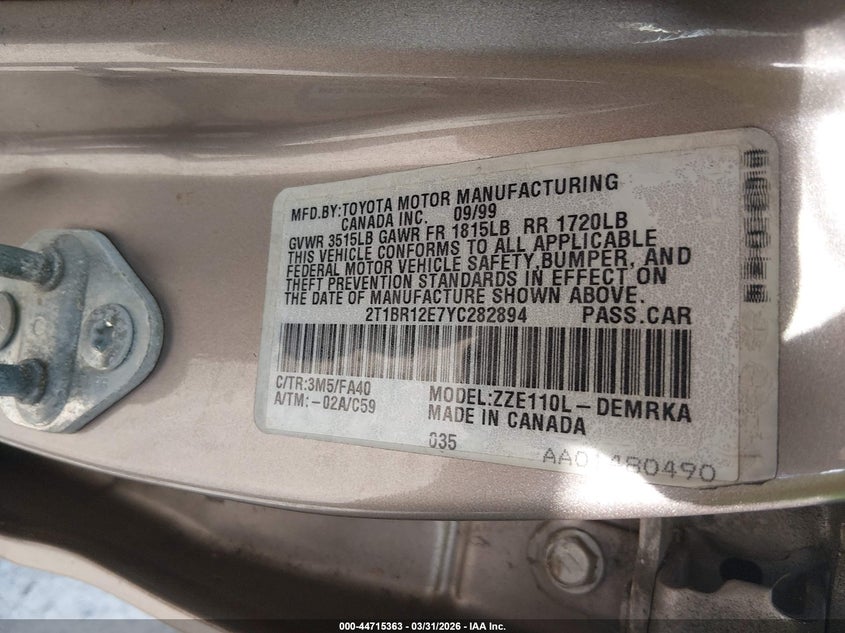 MFD.BY:TOYOTA MOTOR MANUFACTURING
CANADA INC. 09/99
GVWR 3515LB GAWR FR 1815LB RR 1720LB
THIS VEHICLE CONFORMS TO ALL APPLICABLE
FEDERAL MOTOR VEHICLE SAFETY,BUMPER, AND
THEFT PREVENTION STANDARDS IN EFFECT ON
THE DATE OF MANUFACTURE SHOWN ABOVE.
2T1BR12E7YC282894 PASS.CAR
C/TR:3M5/FA40
A/TM:-02A/C59
MODEL:ZZE110L-DEMRKA
MADE IN CANADA
035
000-44715363 - 03/31/2026 - IAA Inc.